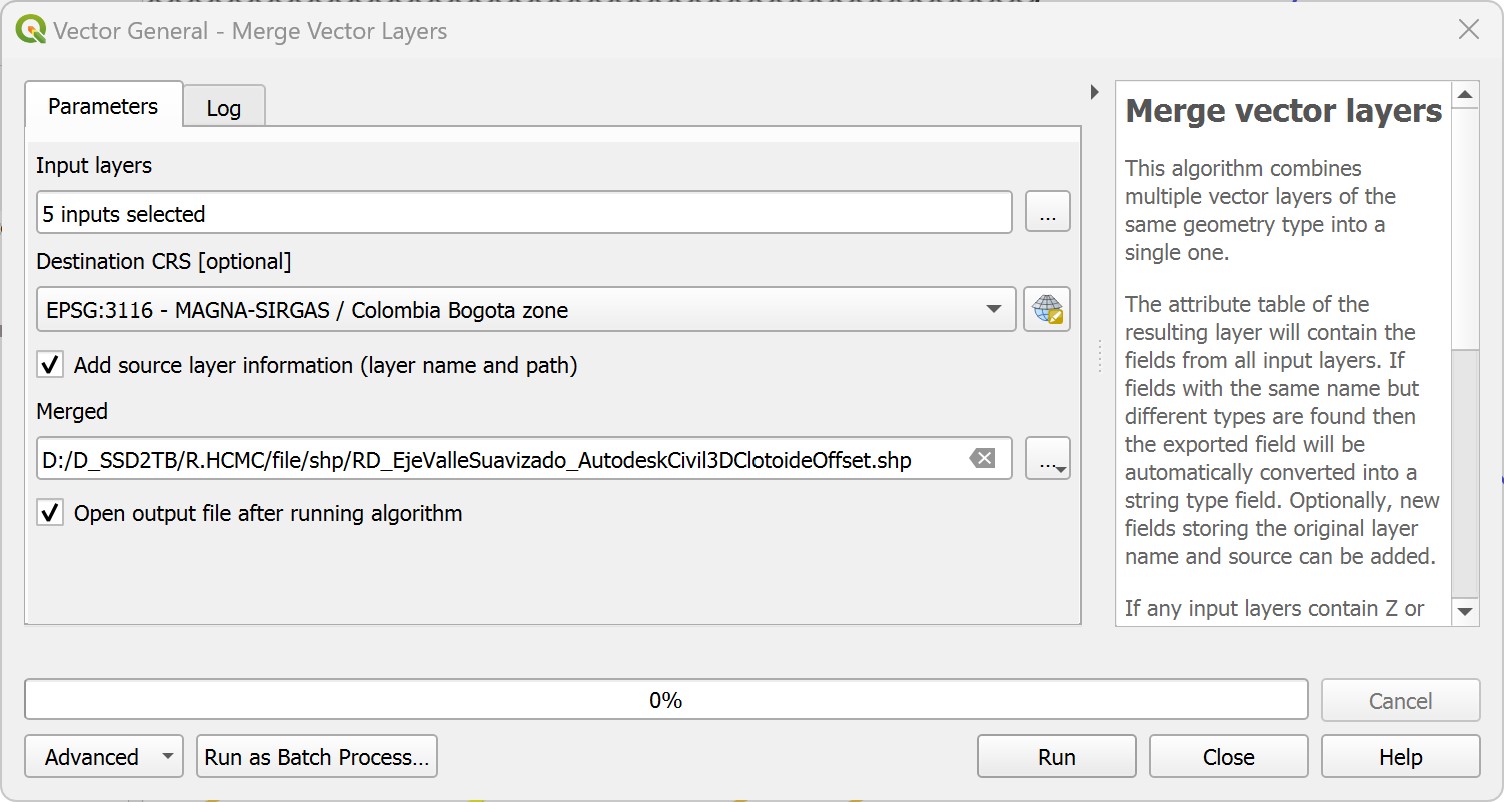 Vector General - Merge Vector Layers
Parameters
Log
Input layers
5 inputs selected
...
Destination CRS [optional]
EPSG:3116 - MAGNA-SIRGAS / Colombia Bogota zone
Add source layer information (layer name and path)
Merged
D:/D_SSD2TB/R.HCMC/file/shp/RD_EjeValleSuavizado_AutodeskCivil3DClotoideOffset.shp
...
Open output file after running algorithm
Merge vector layers
This algorithm combines
multiple vector layers of the
same geometry type into a
single one.
The attribute table of the
resulting layer will contain the
fields from all input layers. If
fields with the same name but
different types are found then
the exported field will be
automatically converted into a
string type field. Optionally, new
fields storing the original layer
name and source can be added.
If any input layers contain Z or
0%
Cancel
Advanced
Run as Batch Process...
Run
Close
Help